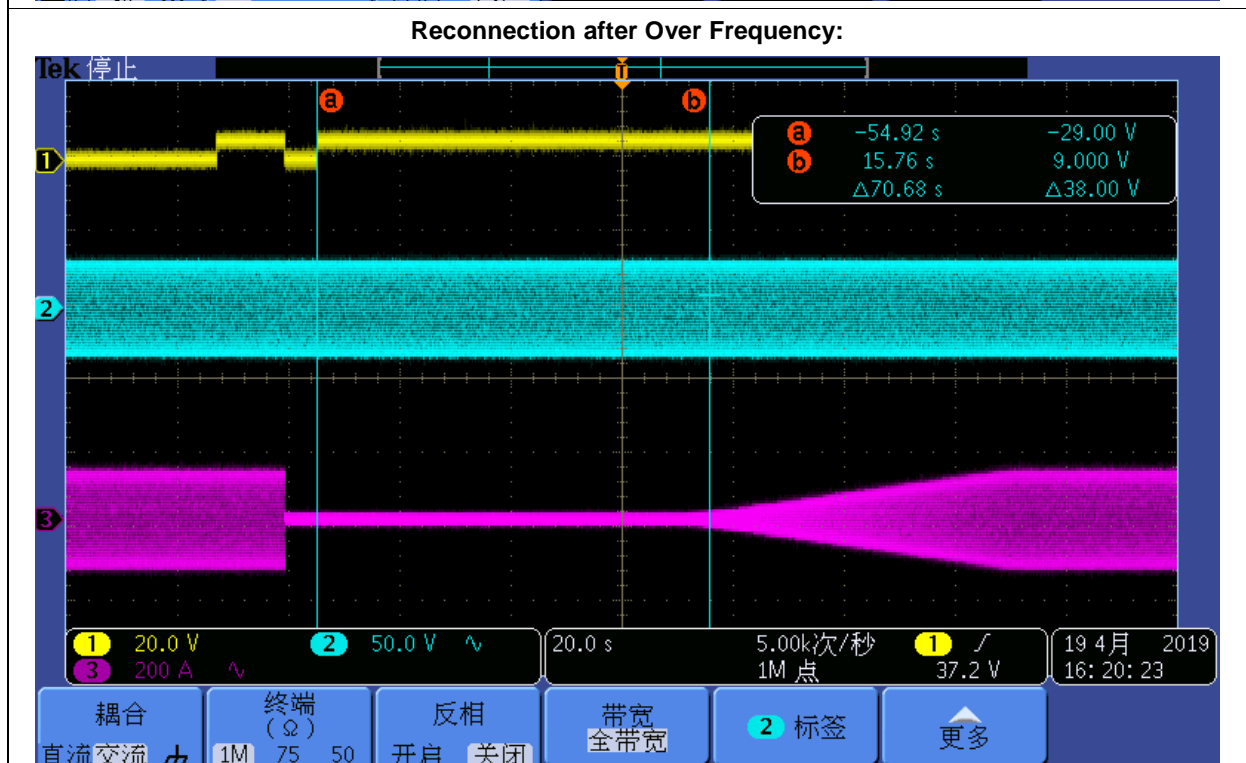 Reconnection after Over Frequency:
Tek 停止
T
a b
a -54.92 s -29.00 V
b 15.76 s 9.000 V
△70.68 s △38.00 V
1
2
3
1 20.0 V 2 50.0 V ∿ 20.0 s 5.00k次/秒 1 ∫ 19 4月 2019
3 200 A ∿ 1M 点 37.2 V 16:20:23
耦合 终端 反相 带宽 2 标签 更多
(Ω) 全带宽
直流 交流 1M 75 50 开启 关闭